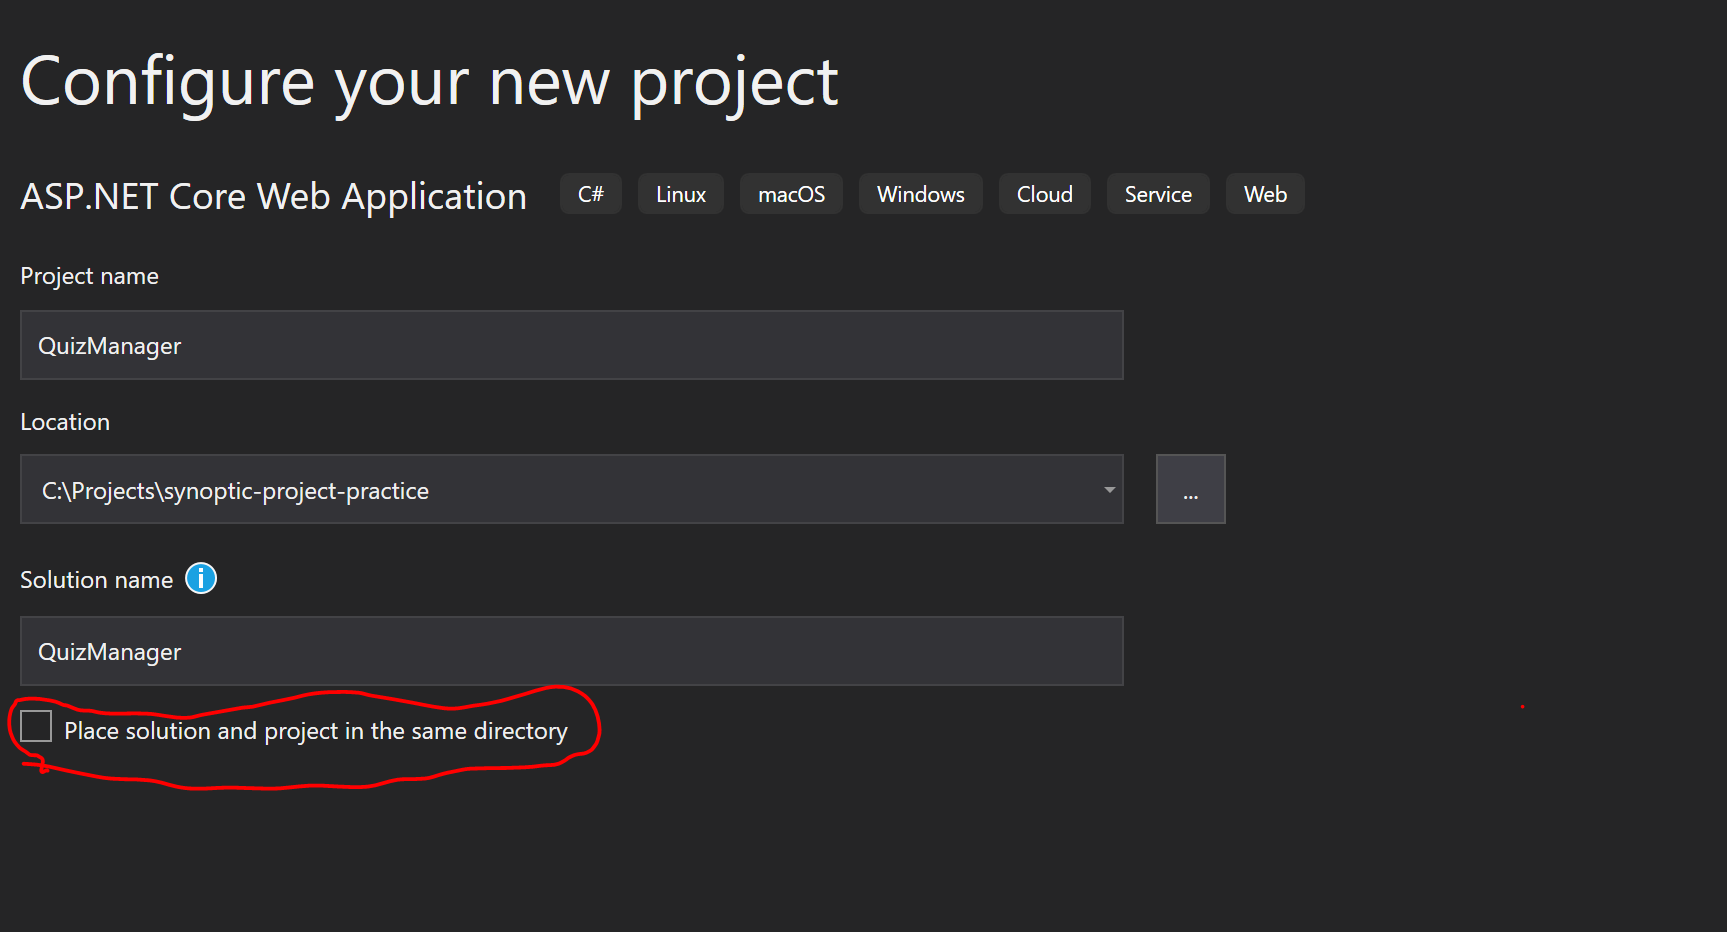 Configure your new project
ASP.NET Core Web Application C# Linux macOS Windows Cloud Service Web
Project name
QuizManager
Location
C:\Projects\synoptic-project-practice
...
Solution name i
QuizManager
Place solution and project in the same directory